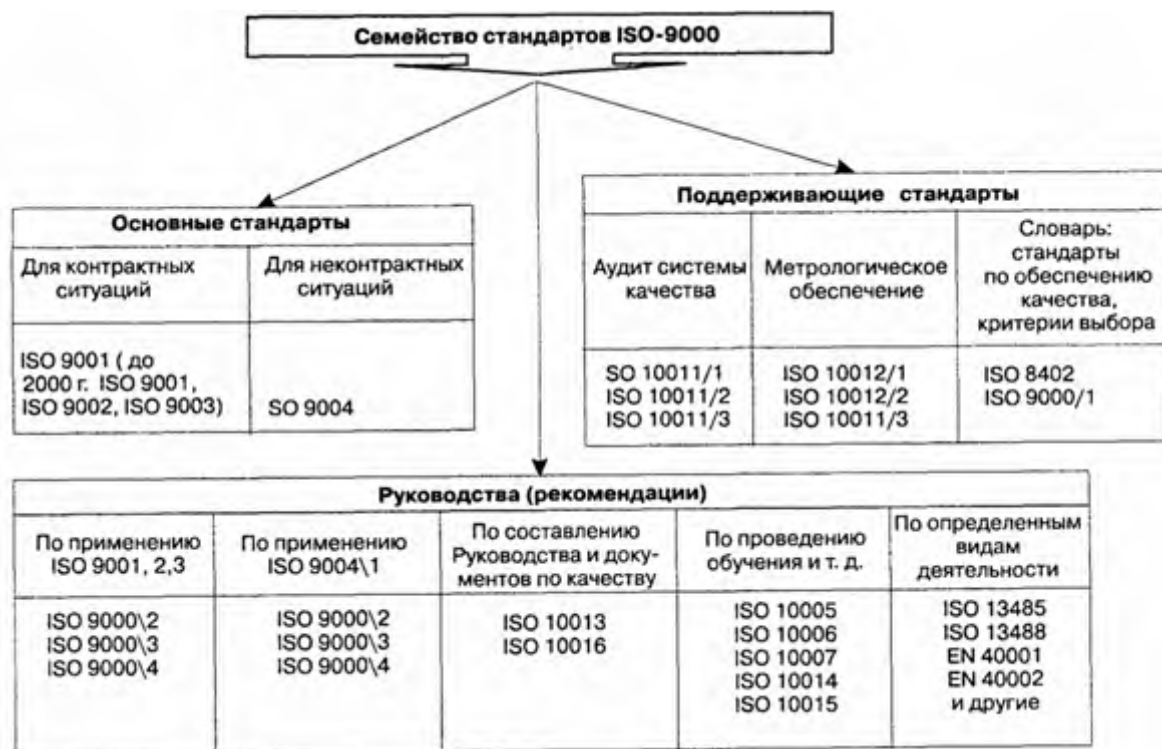 Семейство стандартов ISO-9000
Основные стандарты
Для контрактных
ситуаций
Для неконтрактных
ситуаций
ISO 9001 ( до
2000 г. ISO 9001,
ISO 9002, ISO 9003)
SO 9004
Поддерживающие стандарты
Аудит системы
качества
Метрологическое
обеспечение
Словарь:
стандарты
по обеспечению
качества,
критерии выбора
SO 10011/1
ISO 10011/2
ISO 10011/3
ISO 10012/1
ISO 10012/2
ISO 10011/3
ISO 8402
ISO 9000/1
Руководства (рекомендации)
По применению
ISO 9001, 2,3
По применению
ISO 9004\1
По составлению
Руководства и доку-
ментов по качеству
По проведению
обучения и т. д.
По определенным
видам
деятельности
ISO 9000\2
ISO 9000\3
ISO 9000\4
ISO 9000\2
ISO 9000\3
ISO 9000\4
ISO 10013
ISO 10016
ISO 10005
ISO 10006
ISO 10007
ISO 10014
ISO 10015
ISO 13485
ISO 13488
EN 40001
EN 40002
и другие